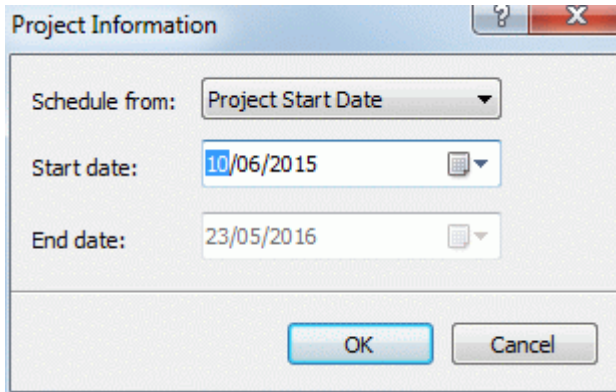 Project Information
Schedule from: Project Start Date
Start date: 10/06/2015
End date: 23/05/2016
OK Cancel